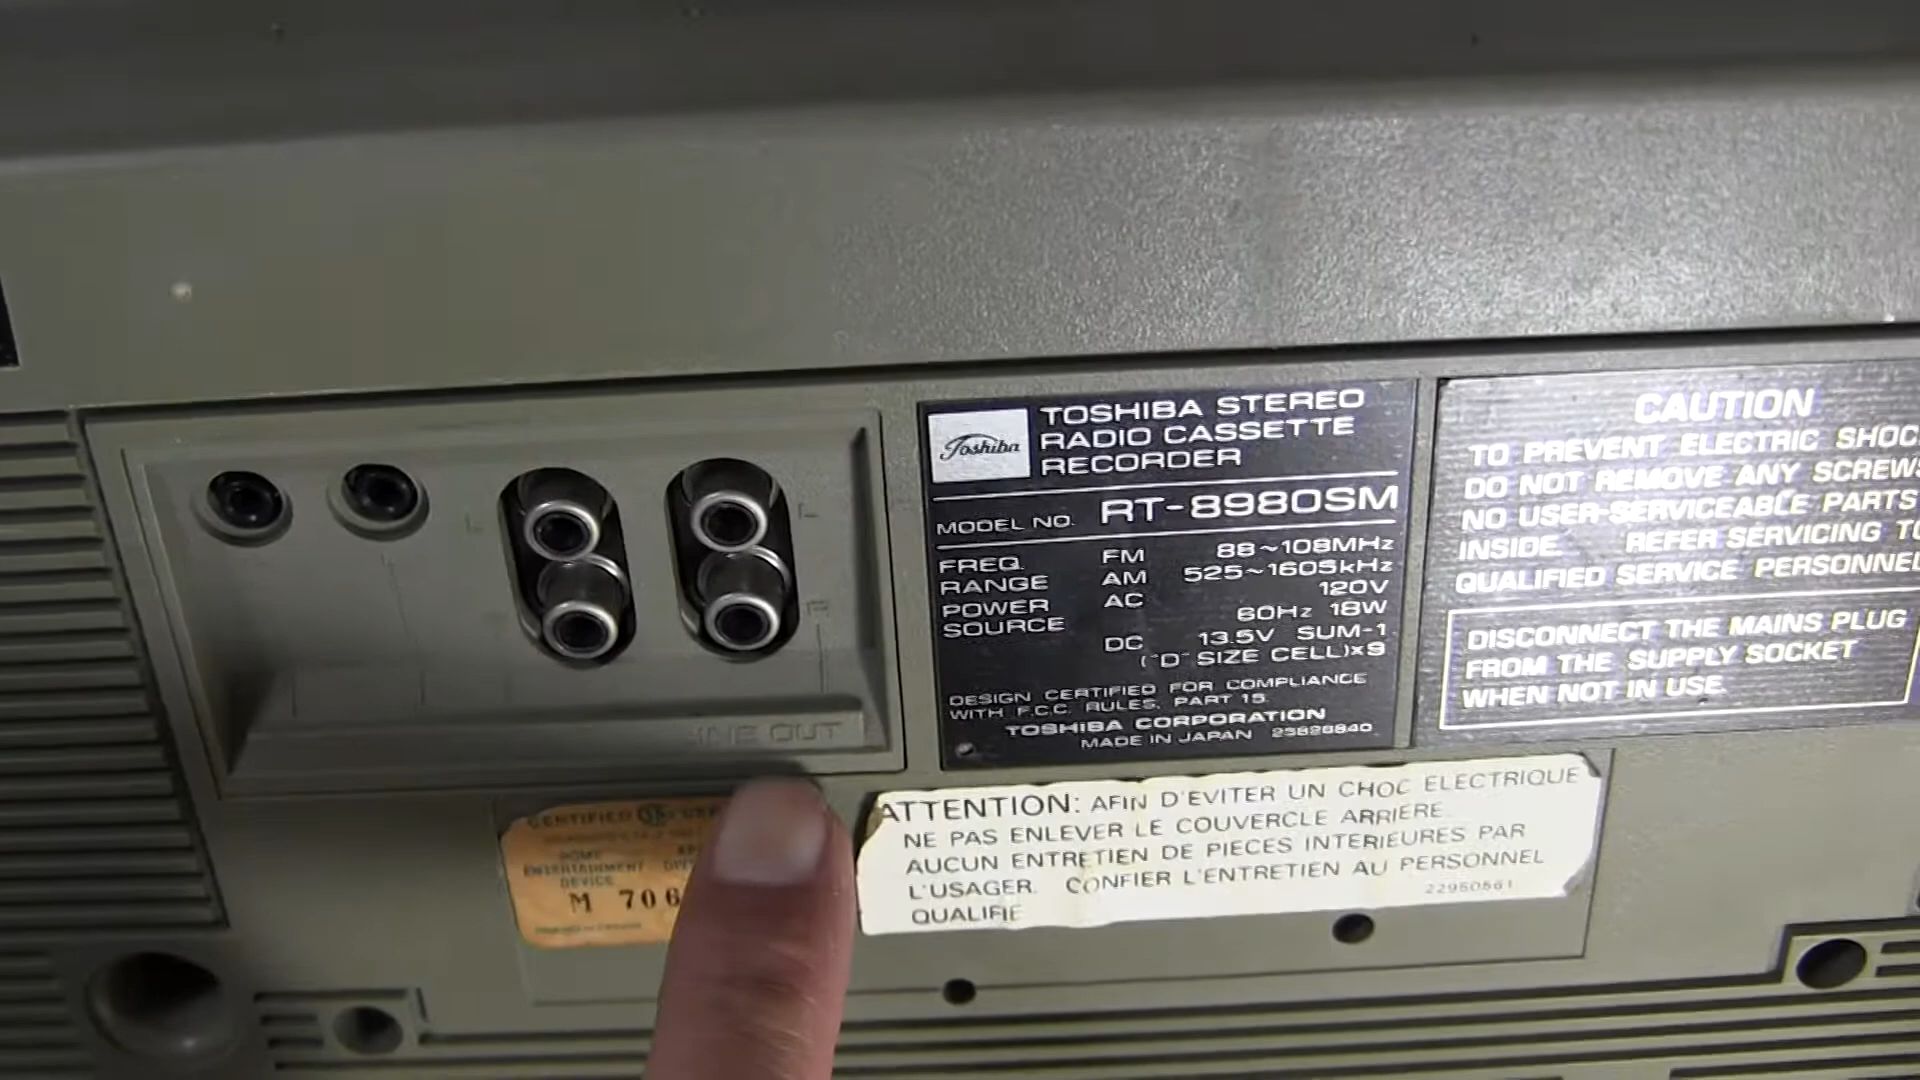 L
L
R
LINE OUT
Toshiba
TOSHIBA STEREO
RADIO CASSETTE
RECORDER
MODEL NO. RT-8980SM
FREQ. FM 88~108MHz
RANGE AM 525~1605kHz
POWER AC 120V
SOURCE 60Hz 18W
DC 13.5V SUM-1
("D" SIZE CELL)x9
DESIGN CERTIFIED FOR COMPLIANCE
WITH F.C.C. RULES, PART 15.
TOSHIBA CORPORATION
MADE IN JAPAN 23828840
CAUTION
TO PREVENT ELECTRIC SHOC
DO NOT REMOVE ANY SCREWS
NO USER-SERVICEABLE PARTS
INSIDE. REFER SERVICING TO
QUALIFIED SERVICE PERSONNEL
DISCONNECT THE MAINS PLUG
FROM THE SUPPLY SOCKET
WHEN NOT IN USE.
CERTIFIED
HOME
ENTERTAINMENT
DEVICE
M 706
ATTENTION: AFIN D'EVITER UN CHOC ELECTRIQUE
NE PAS ENLEVER LE COUVERCLE ARRIERE.
AUCUN ENTRETIEN DE PIECES INTERIEURES PAR
L'USAGER. CONFIER L'ENTRETIEN AU PERSONNEL
QUALIFIE 22950561